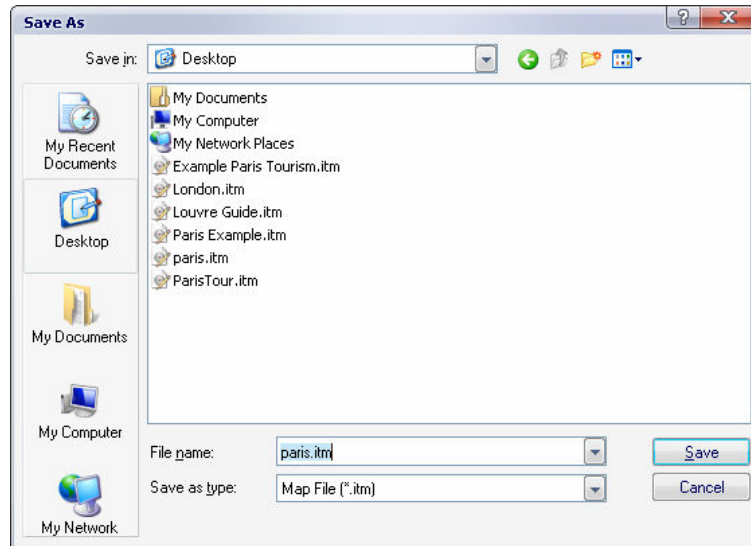 Save As
?
X
Save in:
Desktop
My Recent
Documents
Desktop
My Documents
My Computer
My Network
My Documents
My Computer
My Network Places
Example Paris Tourism.itm
London.itm
Louvre Guide.itm
Paris Example.itm
paris.itm
ParisTour.itm
File name:
paris.itm
Save
Save as type:
Map File (*.itm)
Cancel